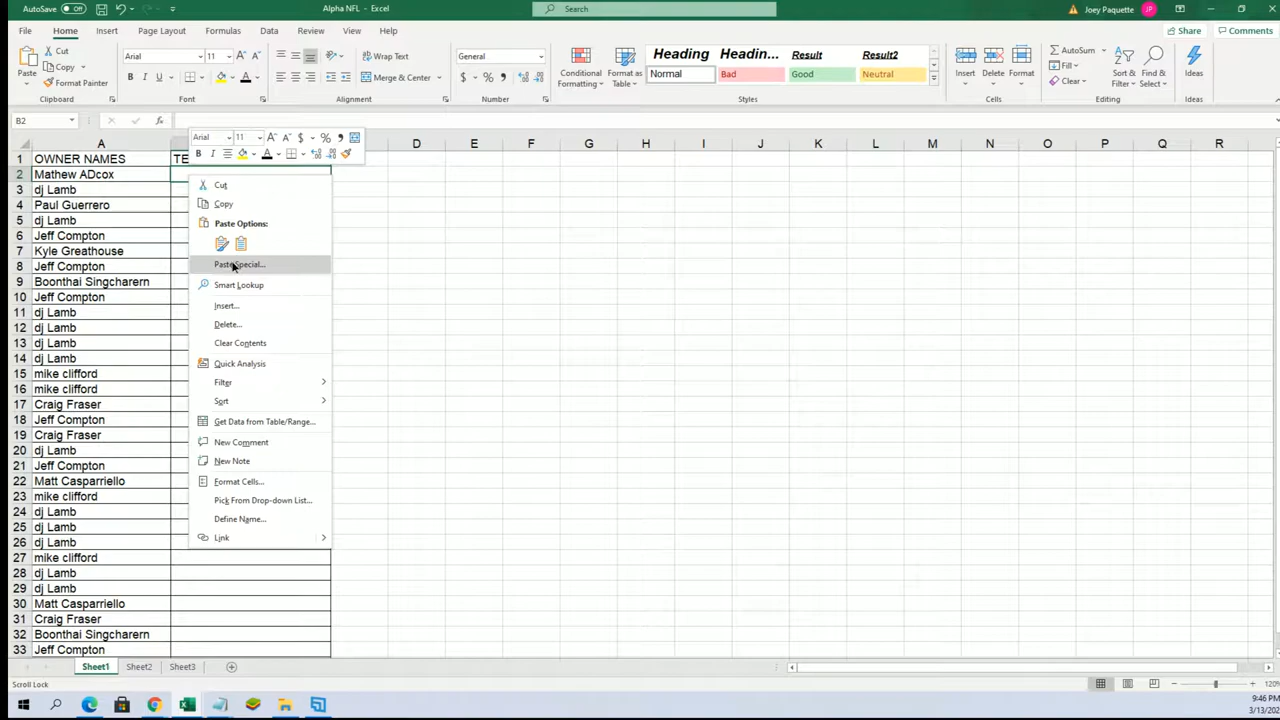 AutoSave Off
Alpha NFL - Excel
Search
Joey Paquette JP
File Home Insert Page Layout Formulas Data Review View Help
Share Comments
Paste
Cut
Copy
Format Painter
Clipboard
Arial 11
B I U
Font
Wrap Text
Merge & Center
Alignment
General
$ % ,
Number
Conditional Formatting
Format as Table
Heading Headin... Result Result2
Normal Bad Good Neutral
Styles
Insert Delete Format
Cells
AutoSum
Fill
Clear
Sort & Filter
Find & Select
Editing
Ideas
Ideas
B2
fx
Arial 11 $ % ,
B I
A D E F G H I J K L M N O P Q R
1 OWNER NAMES TE
2 Mathew ADcox
3 dj Lamb
4 Paul Guerrero
5 dj Lamb
6 Jeff Compton
7 Kyle Greathouse
8 Jeff Compton
9 Boonthai Singcharern
10 Jeff Compton
11 dj Lamb
12 dj Lamb
13 dj Lamb
14 dj Lamb
15 mike clifford
16 mike clifford
17 Craig Fraser
18 Jeff Compton
19 Craig Fraser
20 dj Lamb
21 Jeff Compton
22 Matt Casparriello
23 mike clifford
24 dj Lamb
25 dj Lamb
26 dj Lamb
27 mike clifford
28 dj Lamb
29 dj Lamb
30 Matt Casparriello
31 Craig Fraser
32 Boonthai Singcharern
33 Jeff Compton
Cut
Copy
Paste Options:
Paste Special...
Smart Lookup
Insert...
Delete...
Clear Contents
Quick Analysis
Filter
Sort
Get Data from Table/Range...
New Comment
New Note
Format Cells...
Pick From Drop-down List...
Define Name...
Link
Sheet1 Sheet2 Sheet3
Scroll Lock
120%
9:46 PM
3/13/202